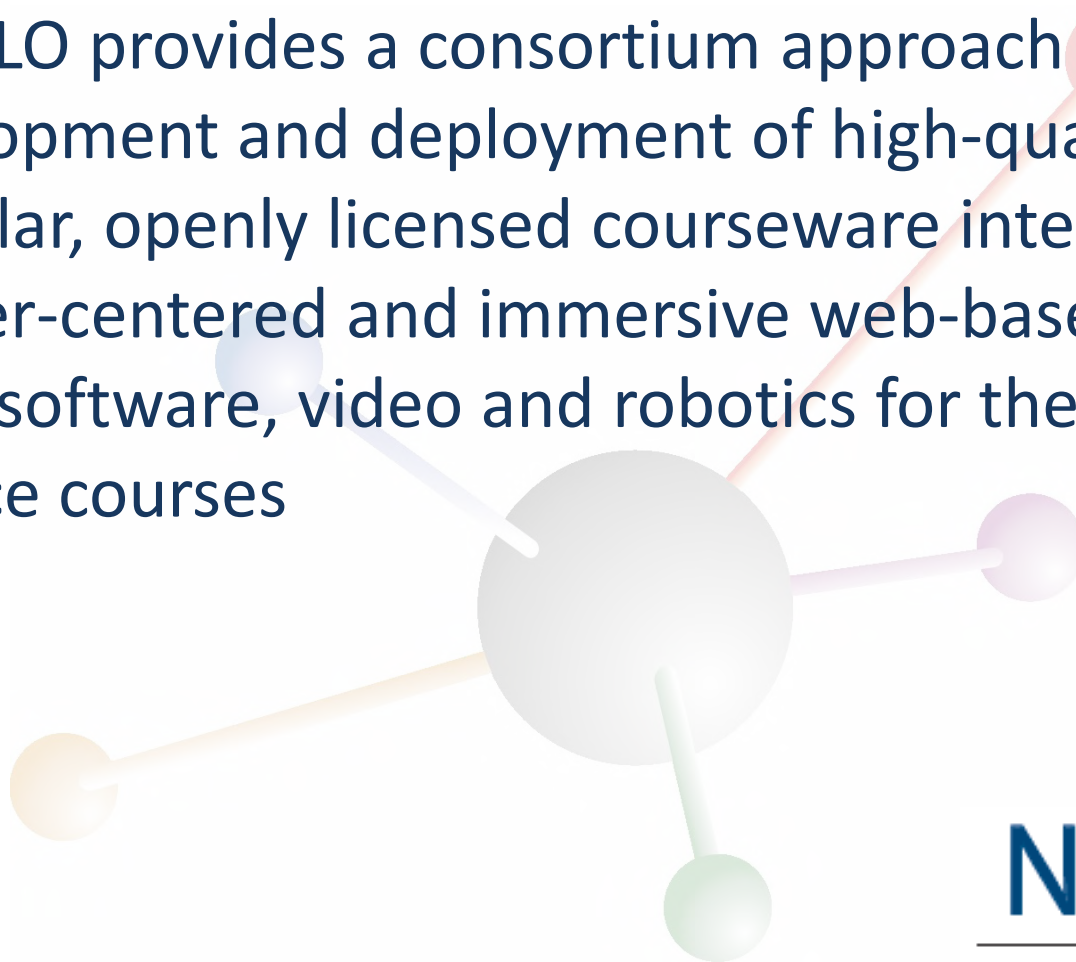 LO provides a consortium approach
opment and deployment of high-qua
lar, openly licensed courseware inte
er-centered and immersive web-base
software, video and robotics for the
ce courses
N